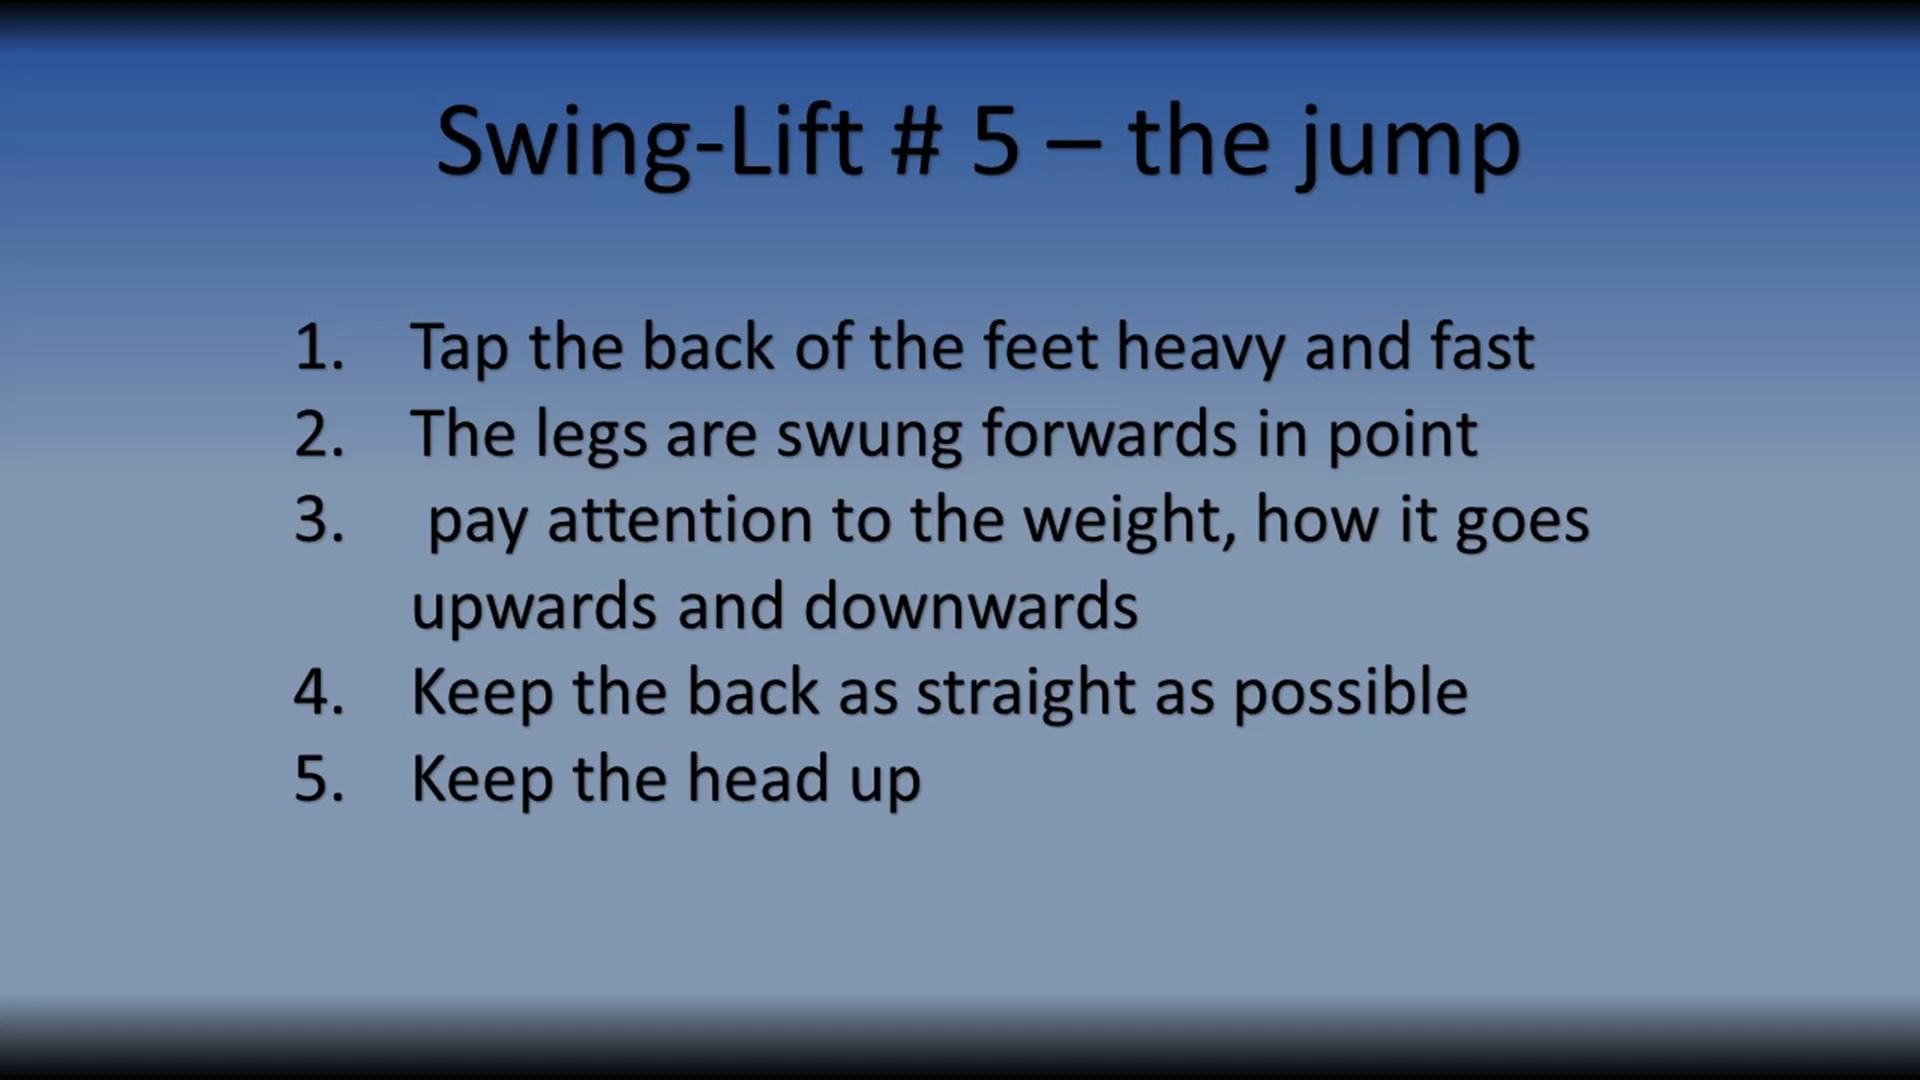 Swing-Lift # 5 – the jump
1. Tap the back of the feet heavy and fast
2. The legs are swung forwards in point
3. pay attention to the weight, how it goes
upwards and downwards
4. Keep the back as straight as possible
5. Keep the head up